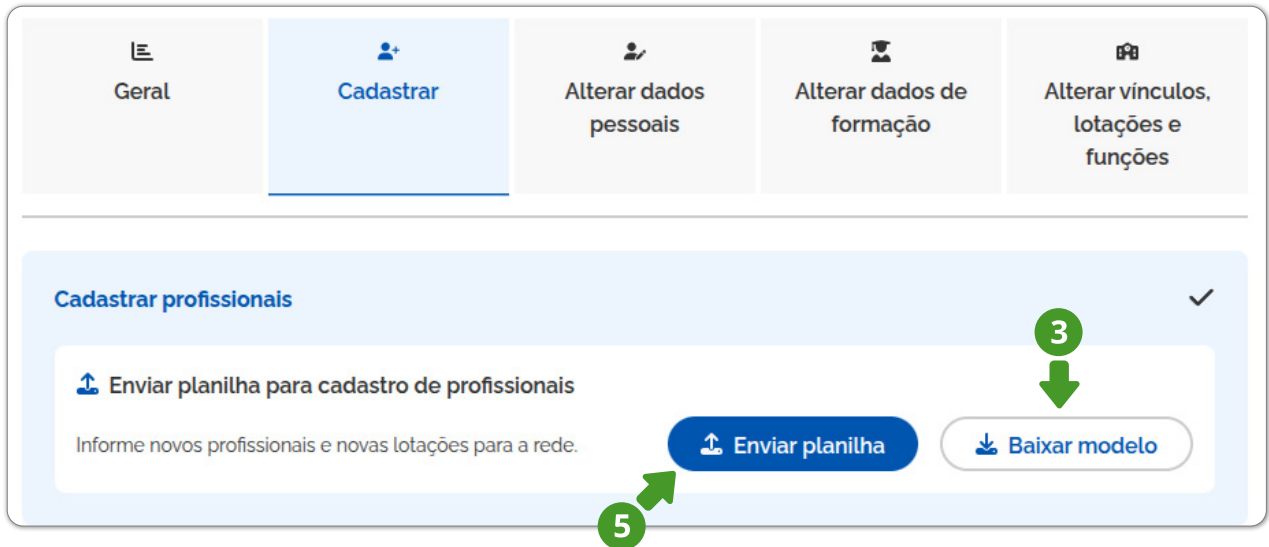 Geral
Cadastrar
Alterar dados
pessoais
Alterar dados de
formação
Alterar vínculos,
lotações e
funções
Cadastrar profissionais
3
Enviar planilha para cadastro de profissionais
Informe novos profissionais e novas lotações para a rede.
Enviar planilha
Baixar modelo
5